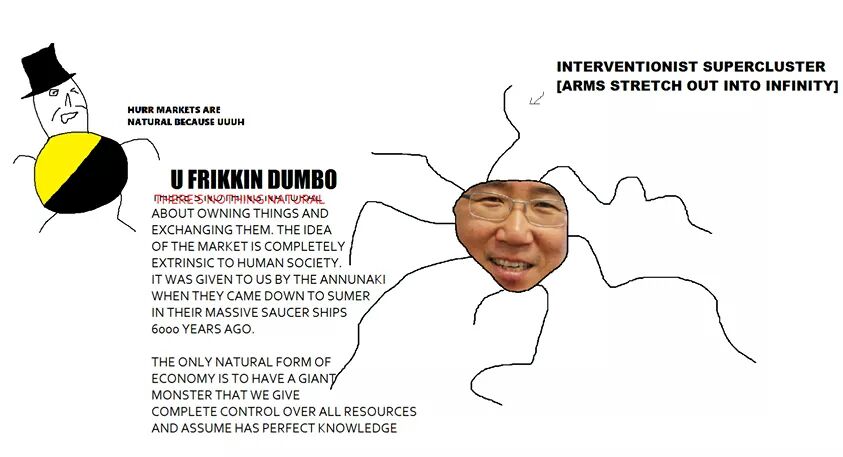 INTERVENTIONIST SUPERCLUSTER
[ARMS STRETCH OUT INTO INFINITY]
HURR MARKETS ARE
NATURAL BECAUSE UUUH
U FRIKKIN DUMBO
THERE'S NOTHING NATURAL
ABOUT OWNING THINGS AND
EXCHANGING THEM. THE IDEA
OF THE MARKET IS COMPLETELY
EXTRINSIC TO HUMAN SOCIETY.
IT WAS GIVEN TO US BY THE ANNUNAKI
WHEN THEY CAME DOWN TO SUMER
IN THEIR MASSIVE SAUCER SHIPS
6000 YEARS AGO.
THE ONLY NATURAL FORM OF
ECONOMY IS TO HAVE A GIANT
MONSTER THAT WE GIVE
COMPLETE CONTROL OVER ALL RESOURCES
AND ASSUME HAS PERFECT KNOWLEDGE